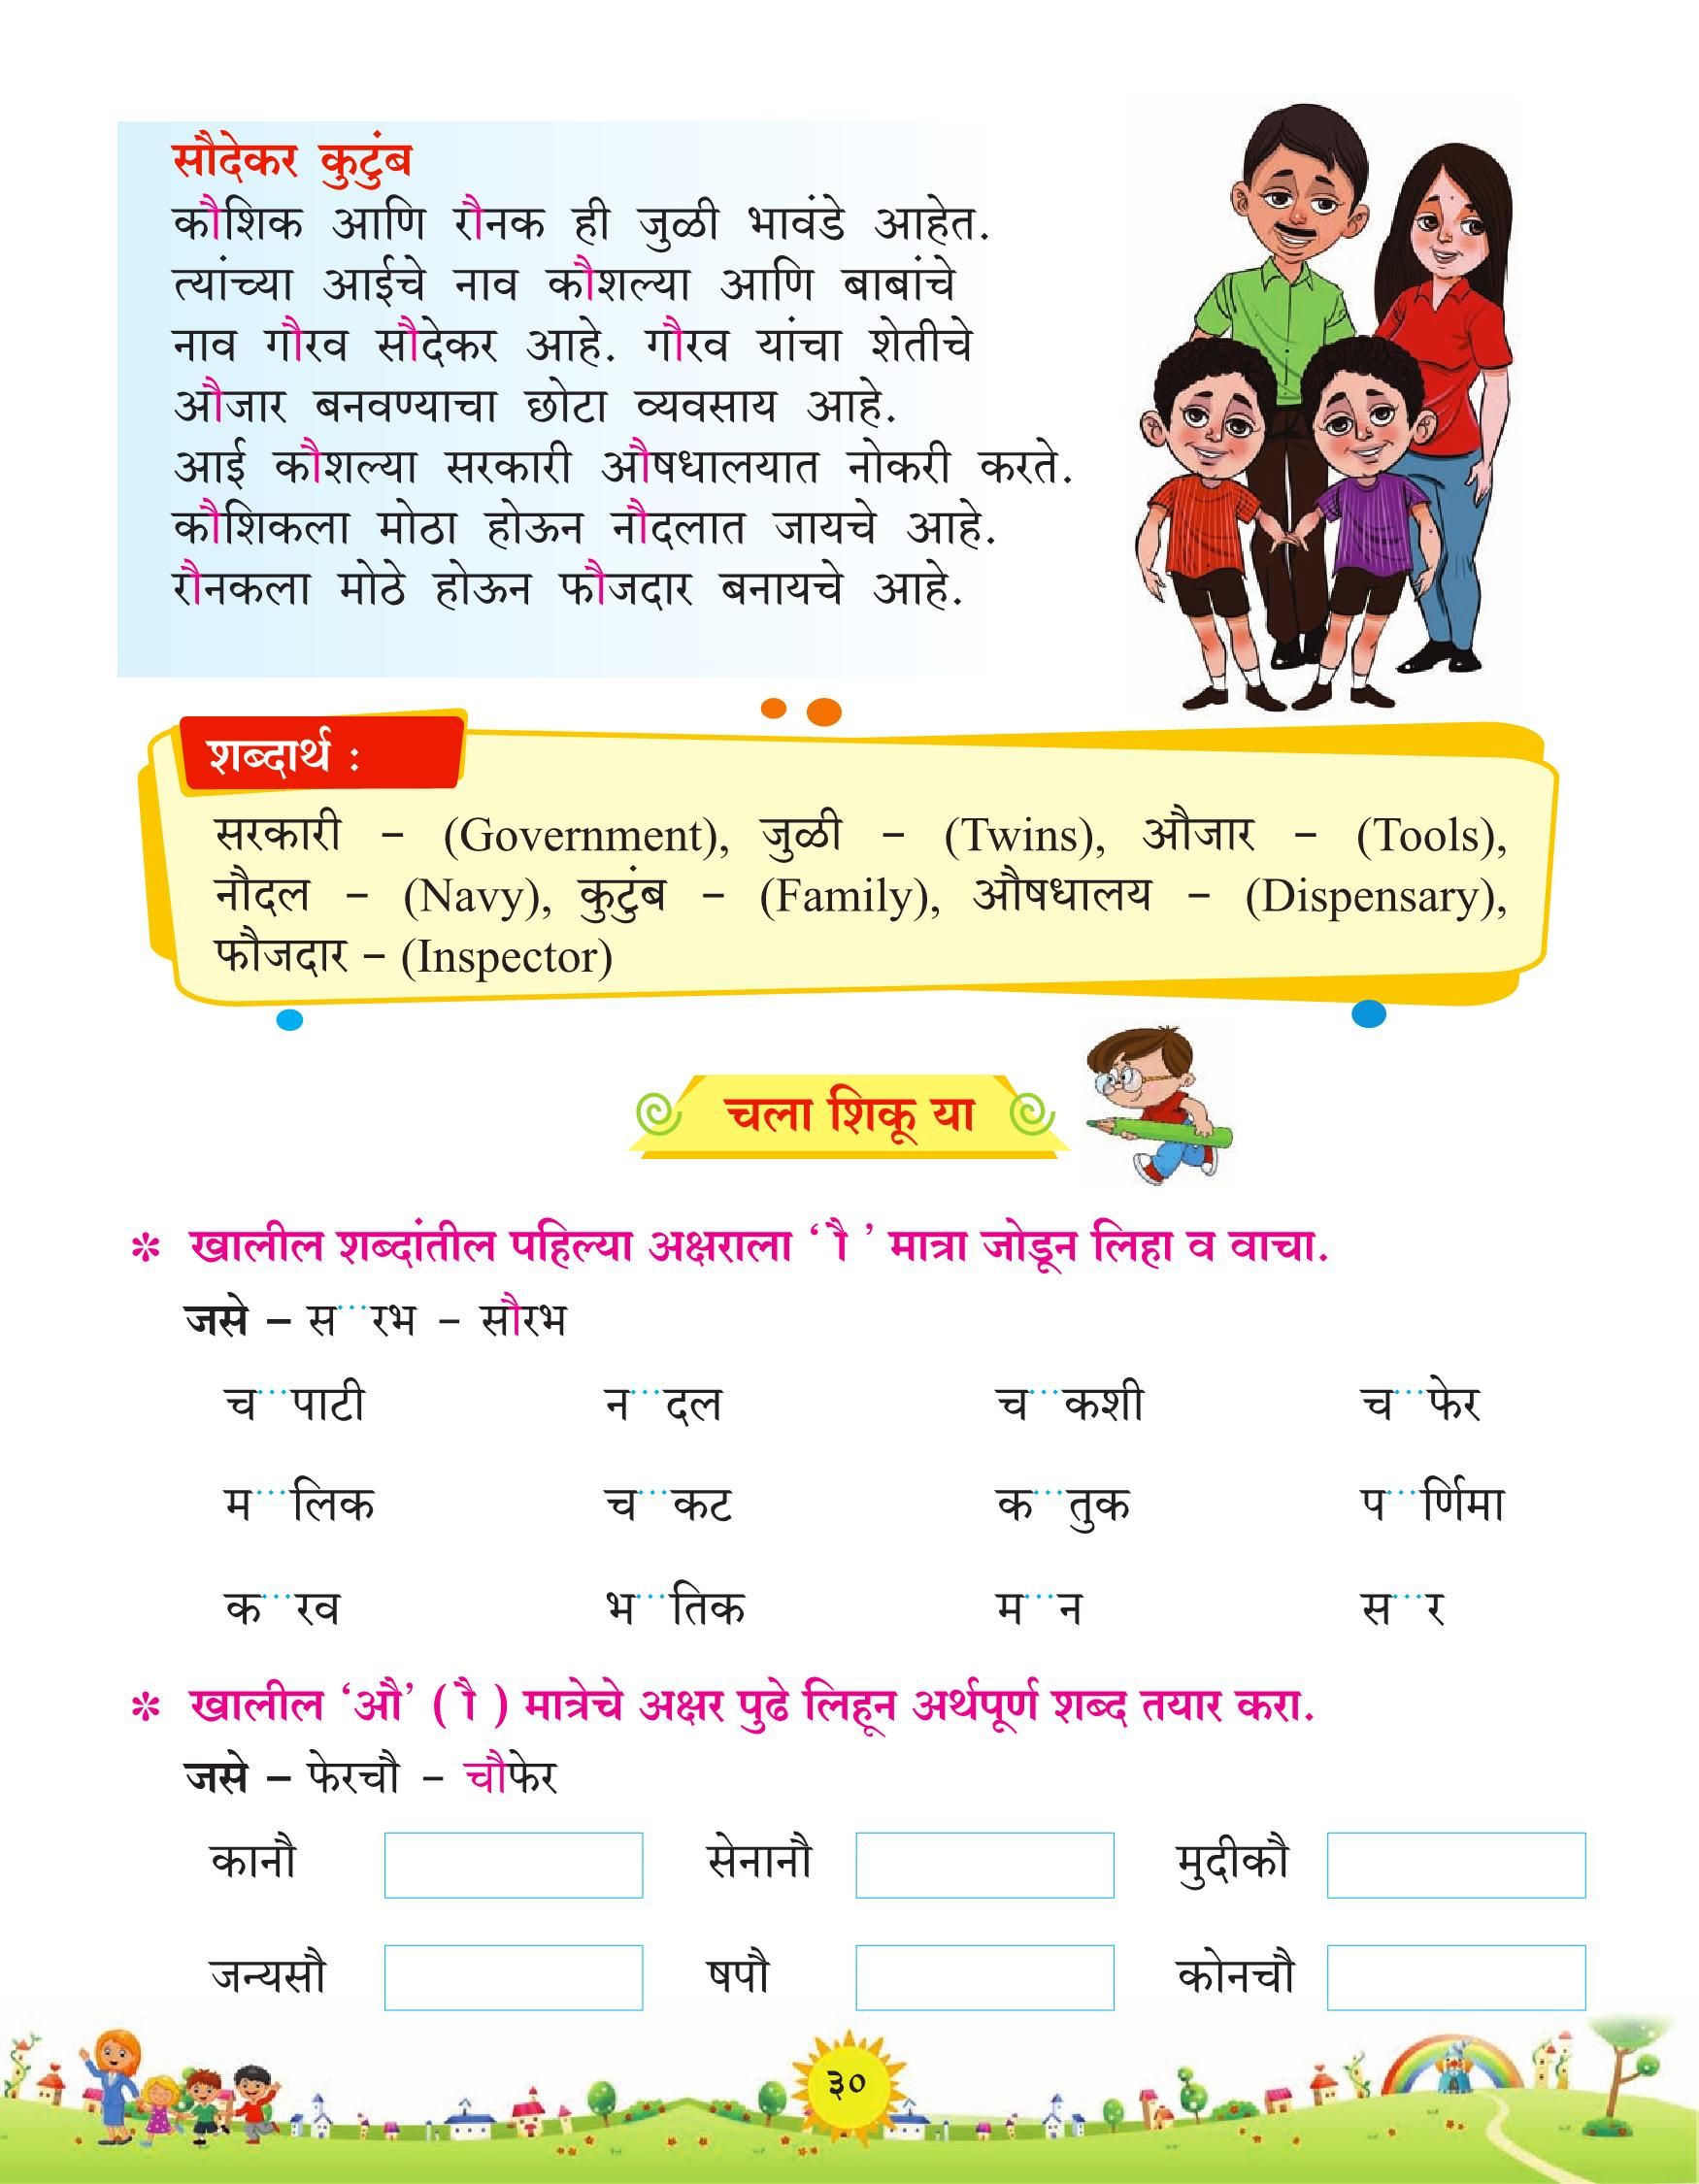 सौदेकर कुटुंब
कौशिक आणि रौनक ही जुळी भावंडे आहेत.
त्यांच्या आईचे नाव कौशल्या आणि बाबांचे
नाव गौरव सौदेकर आहे. गौरव यांचा शेतीचे
औजार बनवण्याचा छोटा व्यवसाय आहे.
आई कौशल्या सरकारी औषधालयात नोकरी करते.
कौशिकला मोठा होऊन नौदलात जायचे आहे.
रौनकला मोठे होऊन फौजदार बनायचे आहे.
शब्दार्थ :
सरकारी – (Government), जुळी – (Twins), औजार – (Tools),
नौदल – (Navy), कुटुंब – (Family), औषधालय – (Dispensary),
फौजदार – (Inspector)
चला शिकू या
* खालील शब्दांतील पहिल्या अक्षराला ‘ ौ ’ मात्रा जोडून लिहा व वाचा.
जसे – स...रभ – सौरभ
च...पाटी न...दल च...कशी च...फेर
म...लिक च...कट क...तुक प...र्णिमा
क...रव भ...तिक म...न स...र
* खालील ‘औ’ ( ौ ) मात्रेचे अक्षर पुढे लिहून अर्थपूर्ण शब्द तयार करा.
जसे – फेरचौ – चौफेर
कानौ सेनानौ मुदीकौ
जन्यसौ षपौ कोनचौ
३०